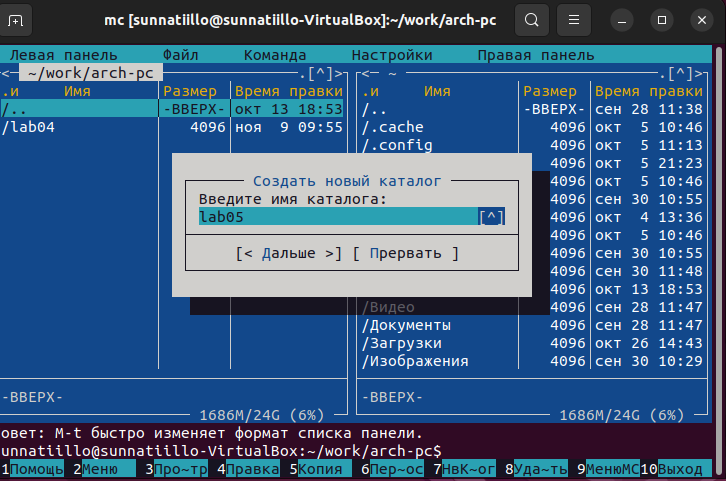 mc [sunnatiillo@sunnatiillo-VirtualBox]:~/work/arch-pc
Левая панель Файл Команда Настройки Правая панель
<─ ~/work/arch-pc .[^]> <─ ~ .[^]>
.и Имя Размер Время правки .и Имя Размер Время правки
/.. -ВВЕРХ- окт 13 18:53 /.. -ВВЕРХ- сен 28 11:38
/lab04 4096 ноя 9 09:55 /.cache 4096 окт 5 10:46
/.config 4096 окт 5 11:13
4096 окт 5 21:23
Создать новый каталог 4096 окт 5 10:46
Введите имя каталога: 4096 сен 30 10:55
lab05 [^] 4096 окт 4 13:36
4096 окт 5 10:46
[< Дальше >] [ Прервать ] 4096 сен 30 10:55
4096 сен 30 11:48
4096 окт 13 18:53
/Видео 4096 сен 28 11:47
/Документы 4096 сен 28 11:47
/Загрузки 4096 окт 26 14:43
/Изображения 4096 сен 30 10:29
-ВВЕРХ- -ВВЕРХ-
1686M/24G (6%) 1686M/24G (6%)
овет: M-t быстро изменяет формат списка панели.
unnatiillo@sunnatiillo-VirtualBox:~/work/arch-pc$
1Помощь 2Меню 3Про~тр 4Правка 5Копия 6Пер~ос 7НвК~ог 8Уда~ть 9МенюМС 10Выход